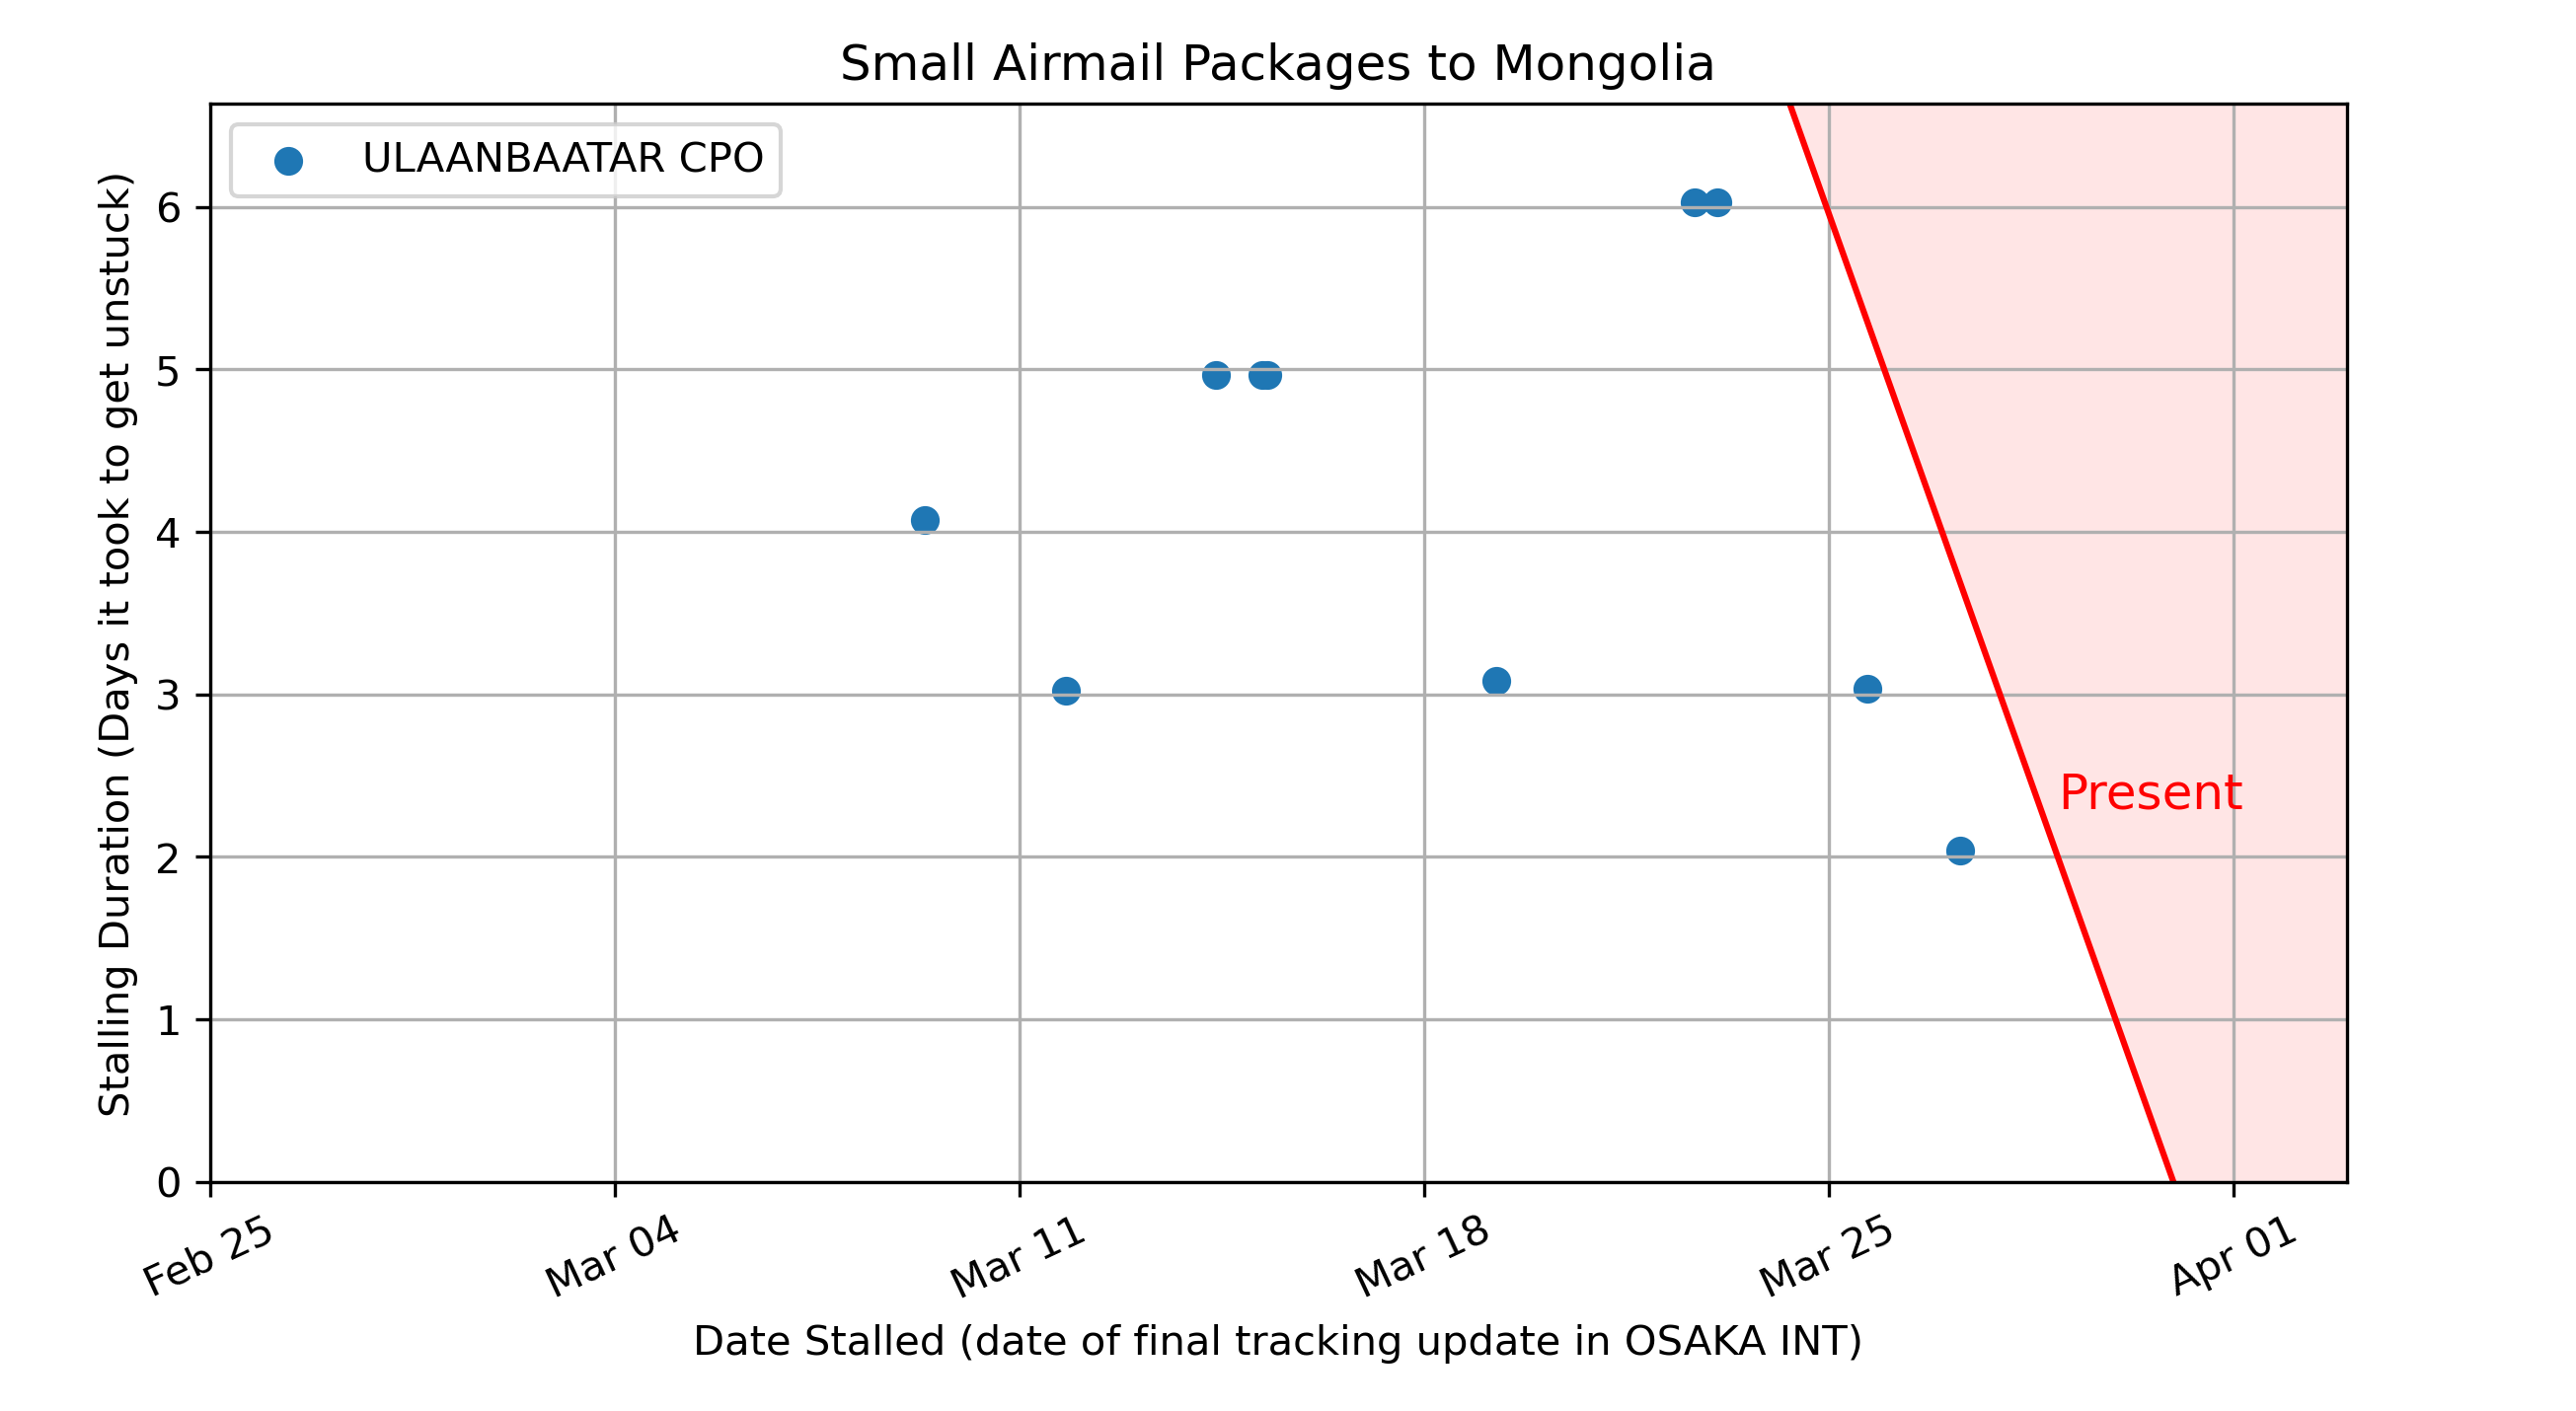 Small Airmail Packages to Mongolia
ULAANBAATAR CPO
Stalling Duration (Days it took to get unstuck)
6
5
4
3
2
1
0
Present
Feb 25
Mar 04
Mar 11
Mar 18
Mar 25
Apr 01
Date Stalled (date of final tracking update in OSAKA INT)